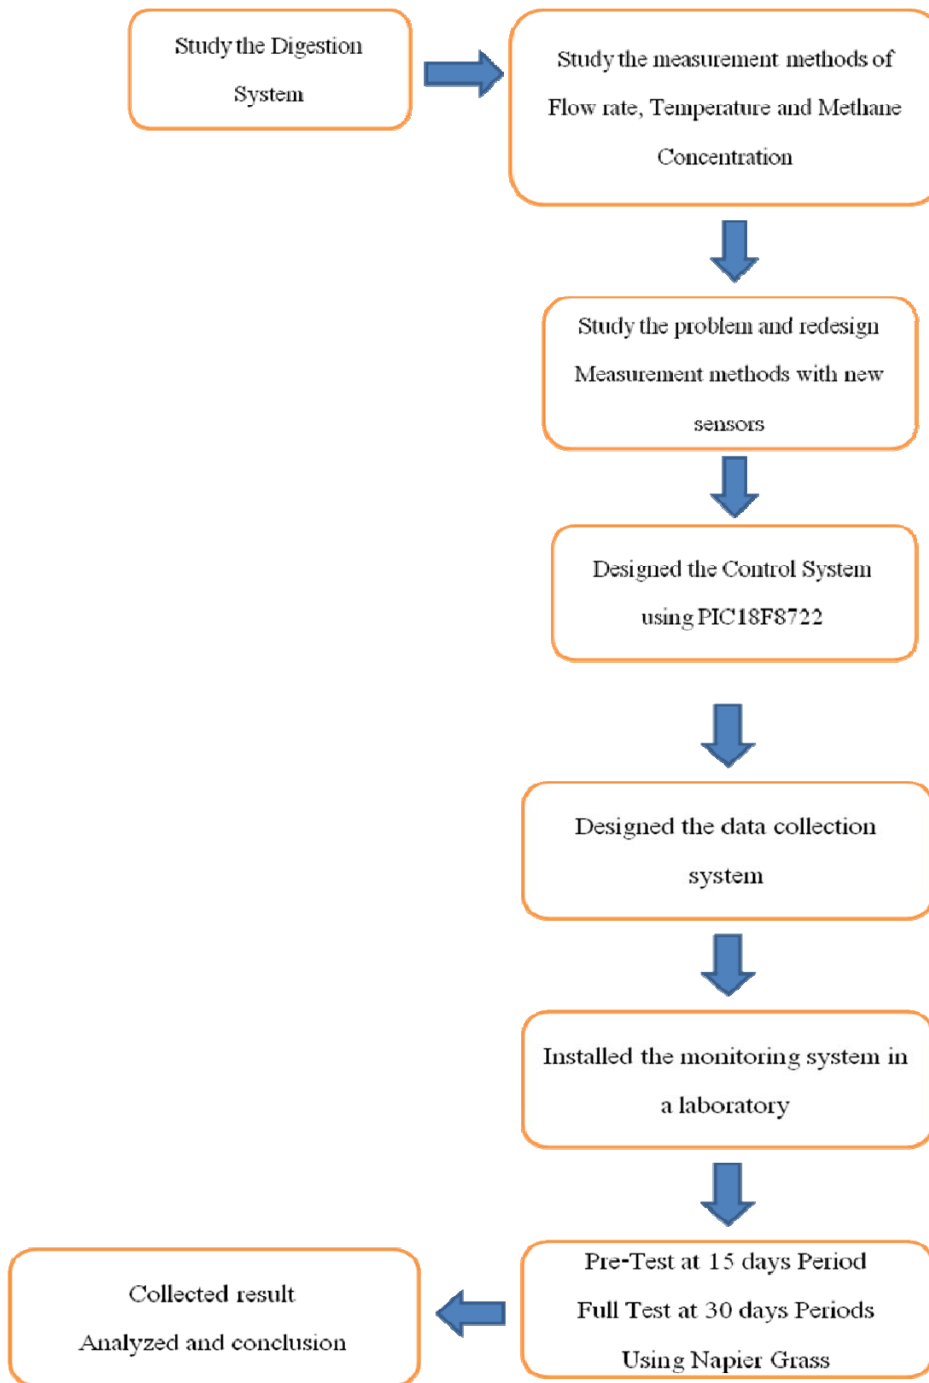 Study the Digestion
System
Study the measurement methods of
Flow rate, Temperature and Methane
Concentration
Study the problem and redesign
Measurement methods with new
sensors
Designed the Control System
using PIC18F8722
Designed the data collection
system
Installed the monitoring system in
a laboratory
Pre-Test at 15 days Period
Full Test at 30 days Periods
Using Napier Grass
Collected result
Analyzed and conclusion